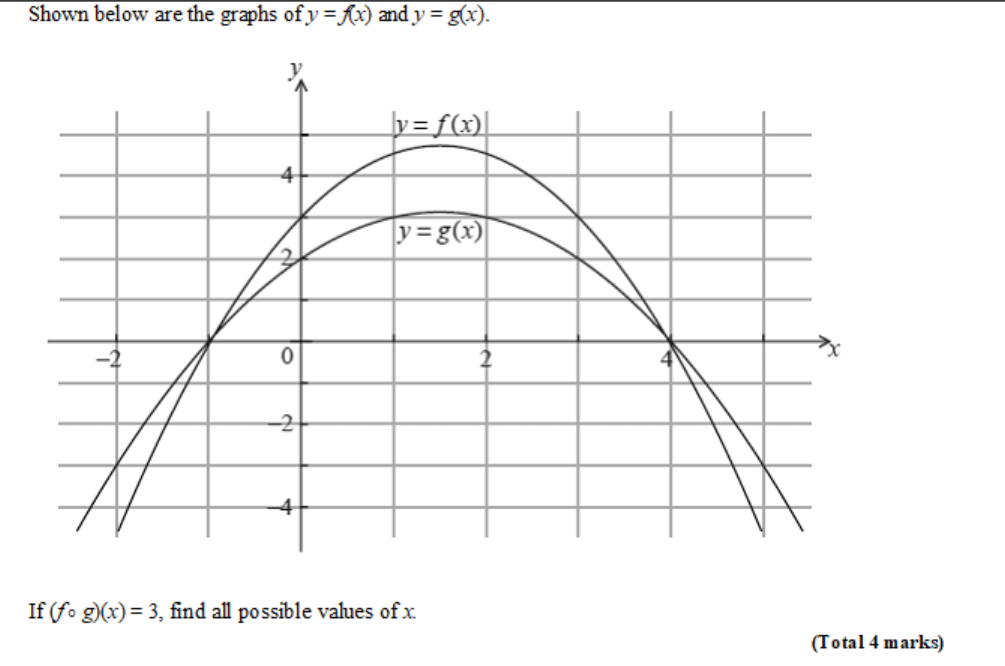 Shown below are the graphs of y = f(x) and y = g(x).
y
y = f(x)
4
y = g(x)
2
-2
0
2
4
x
-2
-4
If (f∘ g)(x) = 3, find all possible values of x.
(Total 4 marks)